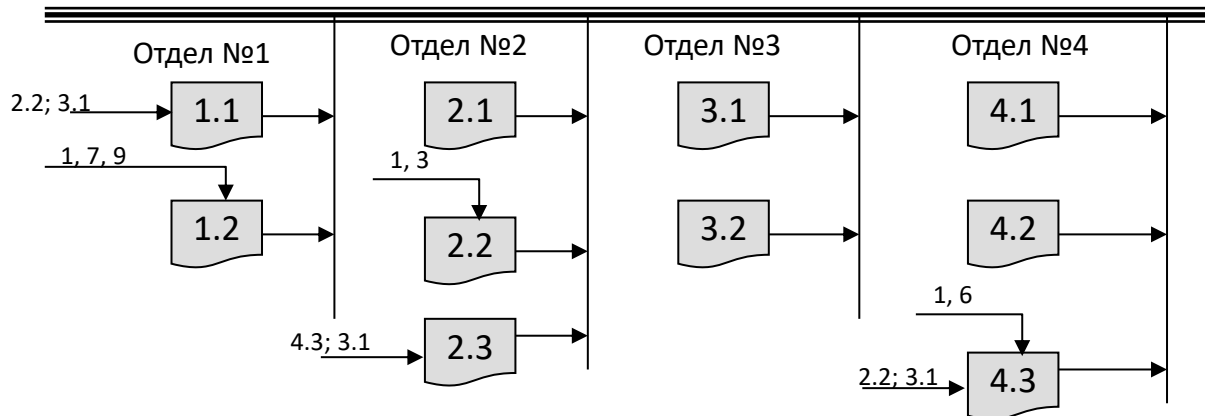 Отдел №1 Отдел №2 Отдел №3 Отдел №4
2.2; 3.1 1.1 2.1 3.1 4.1
1, 7, 9 1, 3
1.2 2.2 3.2 4.2
1, 6
4.3; 3.1 2.3 2.2; 3.1 4.3